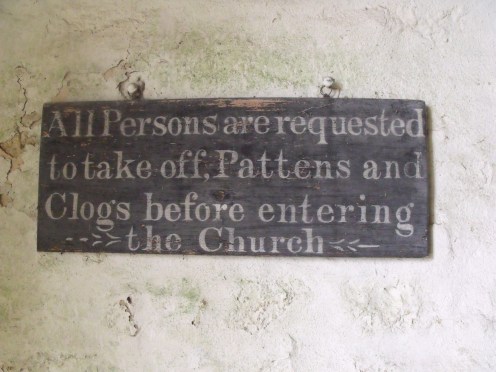 All Persons are requested
to take off, Pattens and
Clogs before entering
the Church